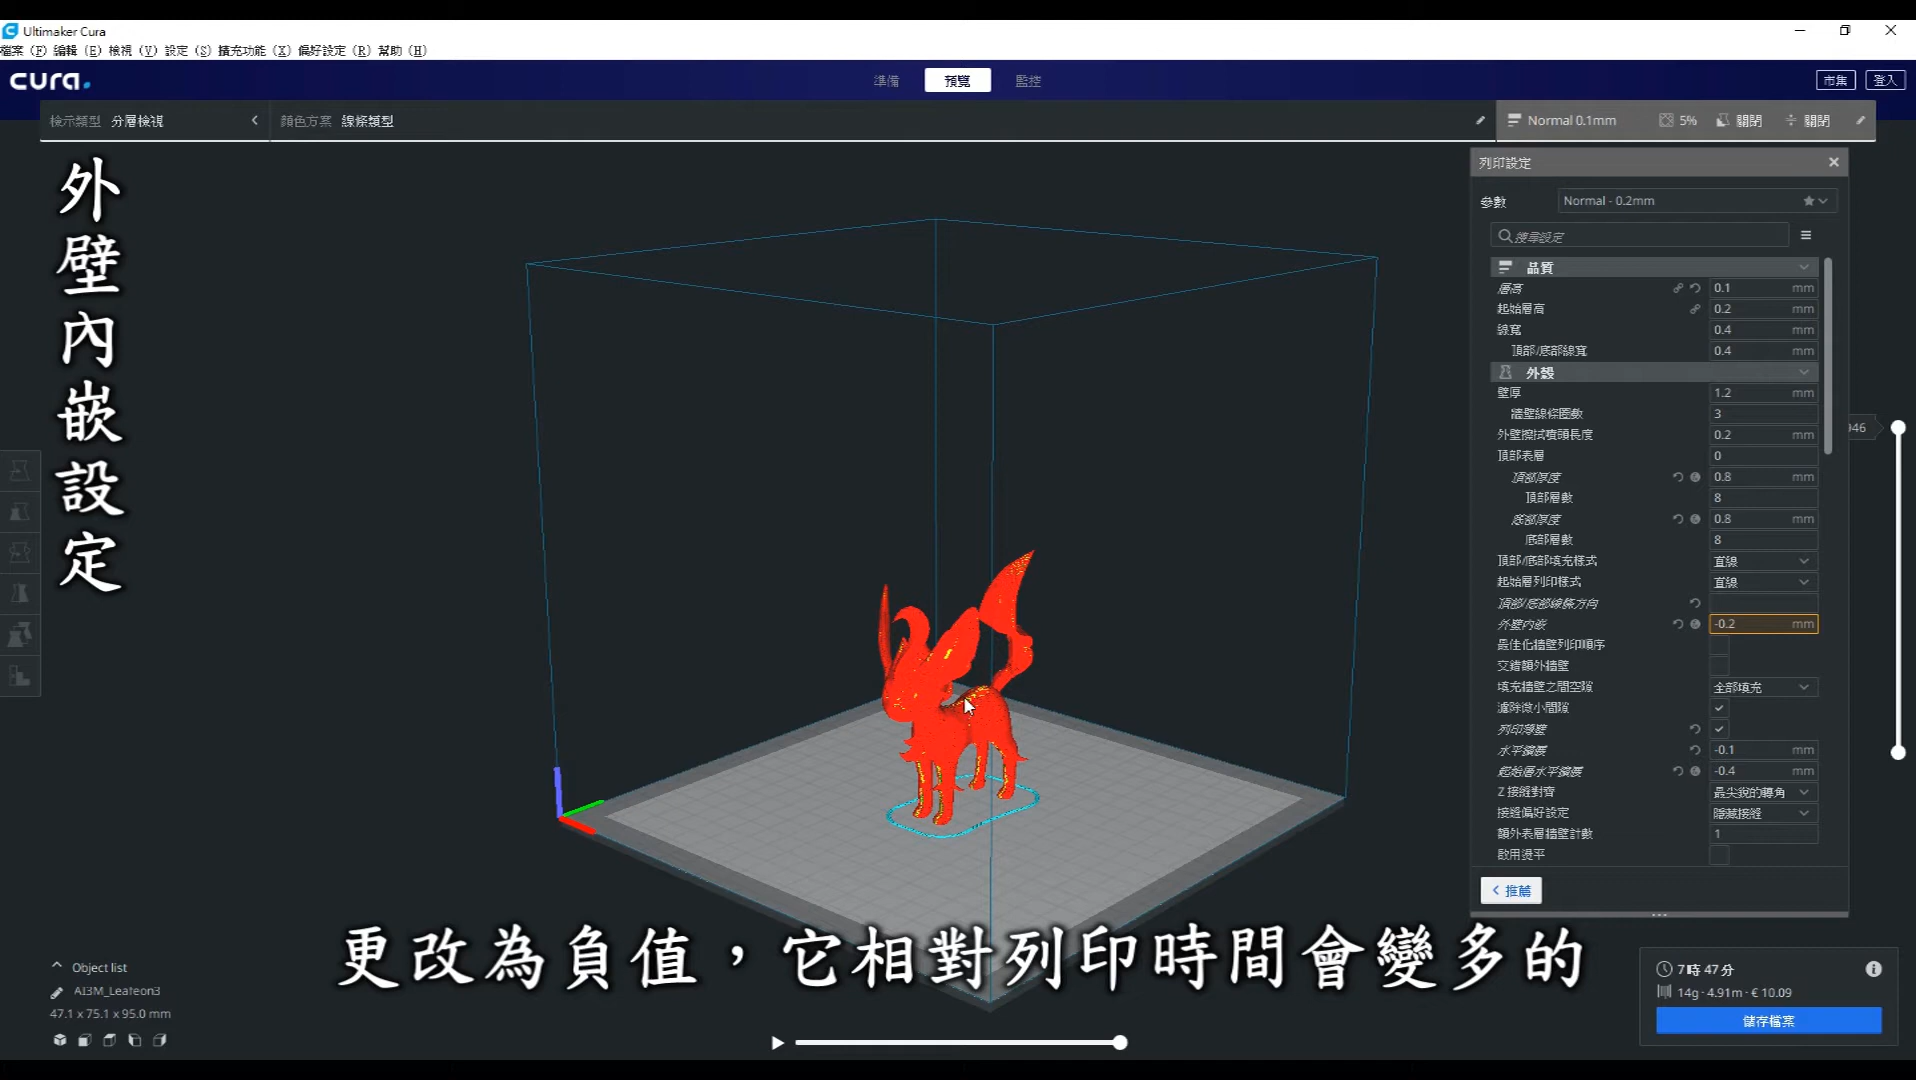 Ultimaker Cura
檔案 (F) 編輯 (E) 檢視 (V) 設定 (S) 擴充功能 (X) 偏好設定 (R) 幫助 (H)
cura.
準備 預覽 監控
市集 登入
檢示類型 分層檢視
顏色方案 線條類型
Normal 0.1mm 5% 關閉 關閉
外壁內嵌設定
列印設定
參數 Normal - 0.2mm
搜尋設定
品質
層高 0.1 mm
起始層高 0.2 mm
線寬 0.4 mm
頂部/底部線寬 0.4 mm
外殼
壁厚 1.2 mm
牆壁線條圈數 3
外壁擦拭噴頭長度 0.2 mm
頂部表層 0
頂部厚度 0.8 mm
頂部層數 8
底部厚度 0.8 mm
底部層數 8
頂部/底部填充樣式 直線
起始層列印樣式 直線
頂部/底部線條方向
外壁內嵌 -0.2 mm
最佳化牆壁列印順序
交錯額外牆壁
填充牆壁之間空隙 全部填充
濾除微小間隙
列印薄壁
水平擴展 -0.1 mm
起始層水平擴展 -0.4 mm
Z 接縫對齊 最尖銳的轉角
接縫偏好設定 隱藏接縫
額外表層牆壁計數 1
啟用燙平
推薦
946
更改為負值，它相對列印時間會變多的
Object list
AI3M_Leafeon3
47.1 x 75.1 x 95.0 mm
7時 47分
14g · 4.91m · € 10.09
儲存檔案